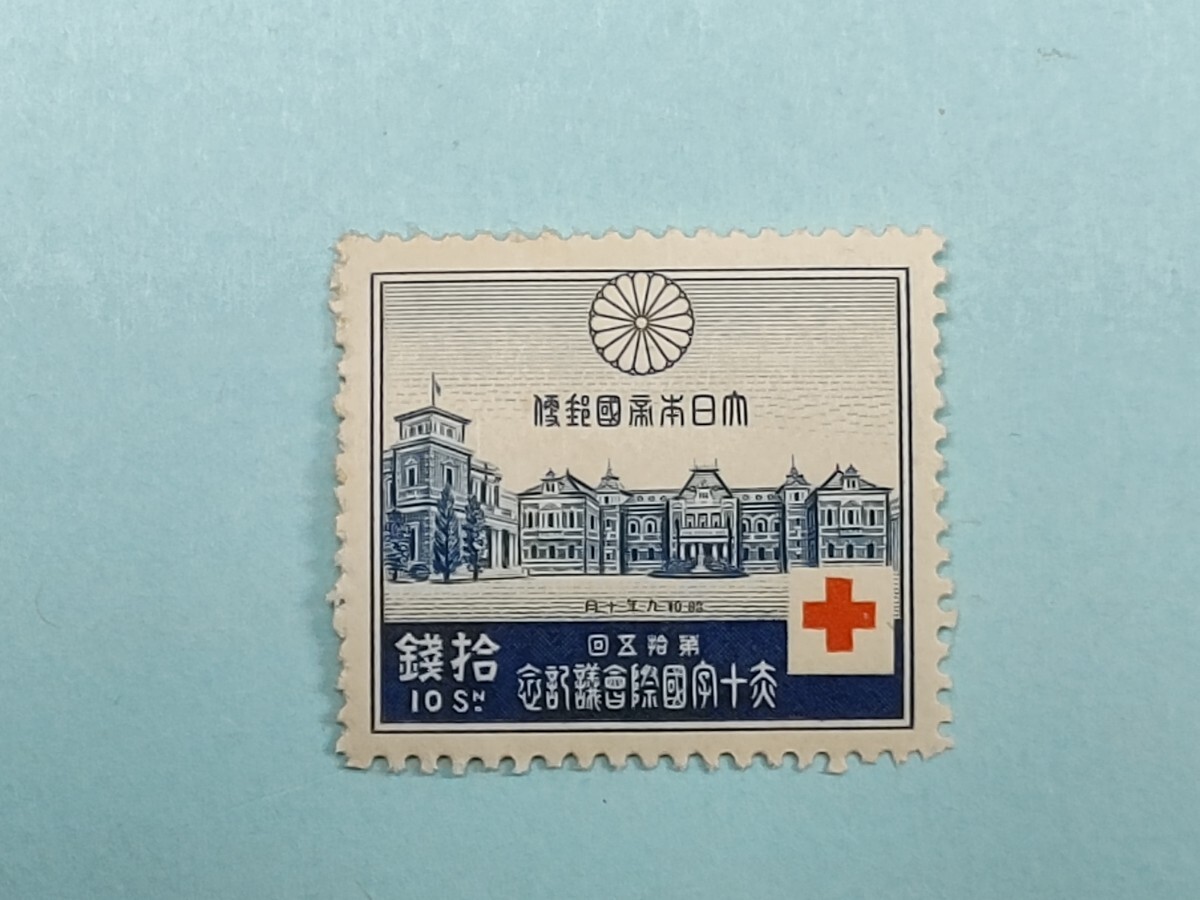 大日本帝國郵便
昭和九年十月
第拾五回
赤十字國際會議記念
拾錢
10 SN.